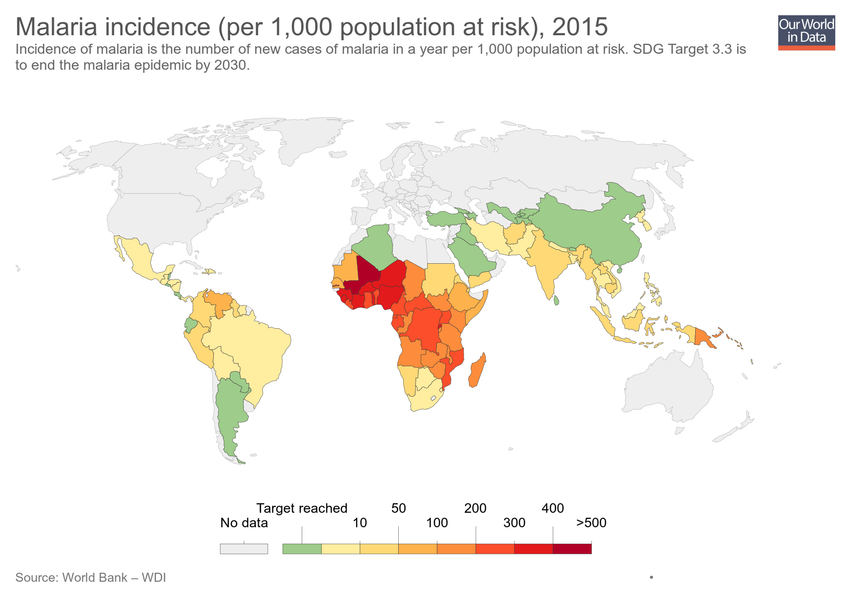 Malaria incidence (per 1,000 population at risk), 2015
Our World
in Data
Incidence of malaria is the number of new cases of malaria in a year per 1,000 population at risk. SDG Target 3.3 is
to end the malaria epidemic by 2030.
Target reached 50 200 400
No data 10 100 300 >500
Source: World Bank – WDI